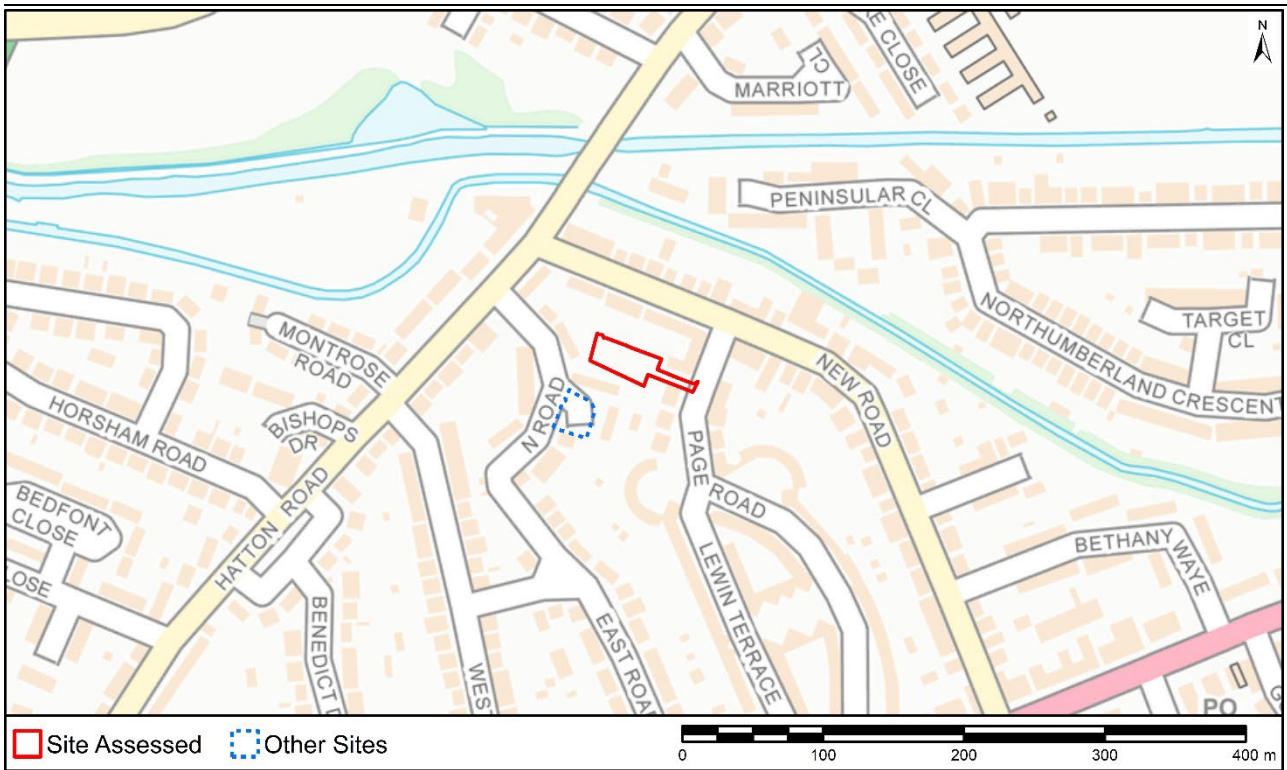 N
E CLOSE
CL
MARRIOTT
PENINSULAR CL
NORTHUMBERLAND CRESCENT
TARGET
CL
MONTROSE
ROAD
BISHOPS
DR
HORSHAM ROAD
BEDFONT
CLOSE
LOSE
HATTON ROAD
N ROAD
NEW ROAD
PAGE ROAD
LEWIN TERRACE
BETHANY WAYE
BENEDICT D
WEST
EAST ROAD
PO
G
Site Assessed
Other Sites
0 100 200 300 400 m